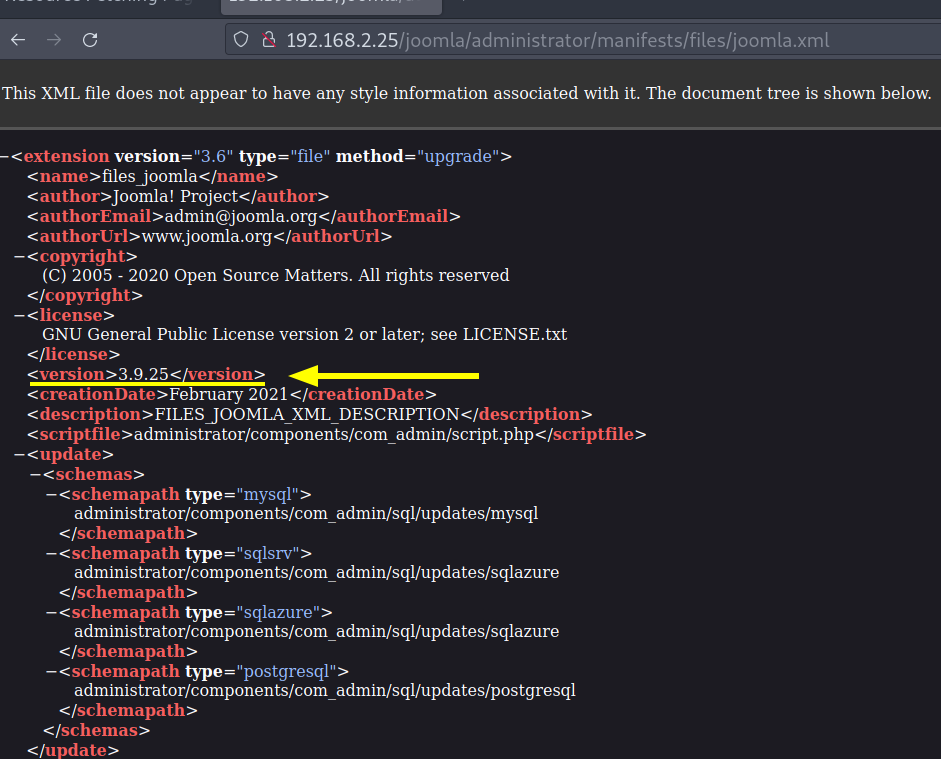 192.168.2.25/joomla/administrator/manifests/files/joomla.xml
This XML file does not appear to have any style information associated with it. The document tree is shown below.
−<extension version="3.6" type="file" method="upgrade">
<name>files_joomla</name>
<author>Joomla! Project</author>
<authorEmail>admin@joomla.org</authorEmail>
<authorUrl>www.joomla.org</authorUrl>
−<copyright>
(C) 2005 - 2020 Open Source Matters. All rights reserved
</copyright>
−<license>
GNU General Public License version 2 or later; see LICENSE.txt
</license>
<version>3.9.25</version>
<creationDate>February 2021</creationDate>
<description>FILES_JOOMLA_XML_DESCRIPTION</description>
<scriptfile>administrator/components/com_admin/script.php</scriptfile>
−<update>
−<schemas>
−<schemapath type="mysql">
administrator/components/com_admin/sql/updates/mysql
</schemapath>
−<schemapath type="sqlsrv">
administrator/components/com_admin/sql/updates/sqlazure
</schemapath>
−<schemapath type="sqlazure">
administrator/components/com_admin/sql/updates/sqlazure
</schemapath>
−<schemapath type="postgresql">
administrator/components/com_admin/sql/updates/postgresql
</schemapath>
</schemas>
</update>